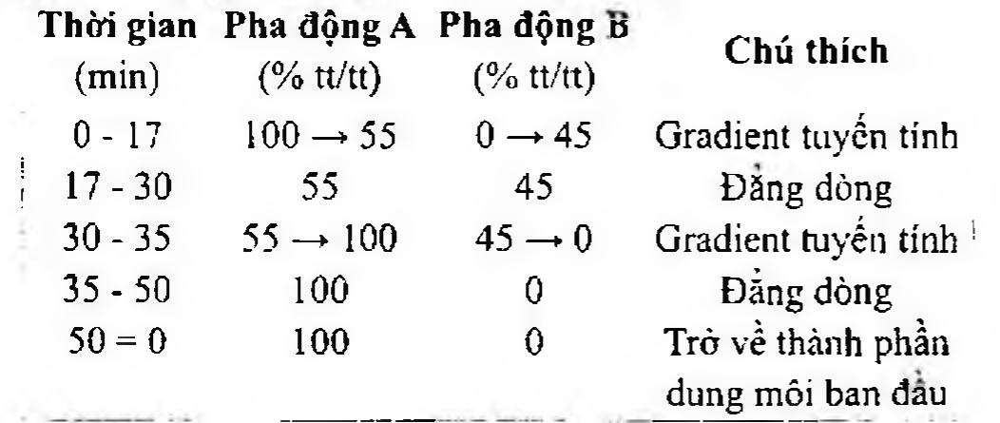 Thời gian Pha động A Pha động B Chú thích
(min) (% tt/tt) (% tt/tt)
0 - 17 100 → 55 0 → 45 Gradient tuyến tính
17 - 30 55 45 Đẳng dòng
30 - 35 55 → 100 45 → 0 Gradient tuyến tính
35 - 50 100 0 Đẳng dòng
50 = 0 100 0 Trở về thành phần
dung môi ban đầu